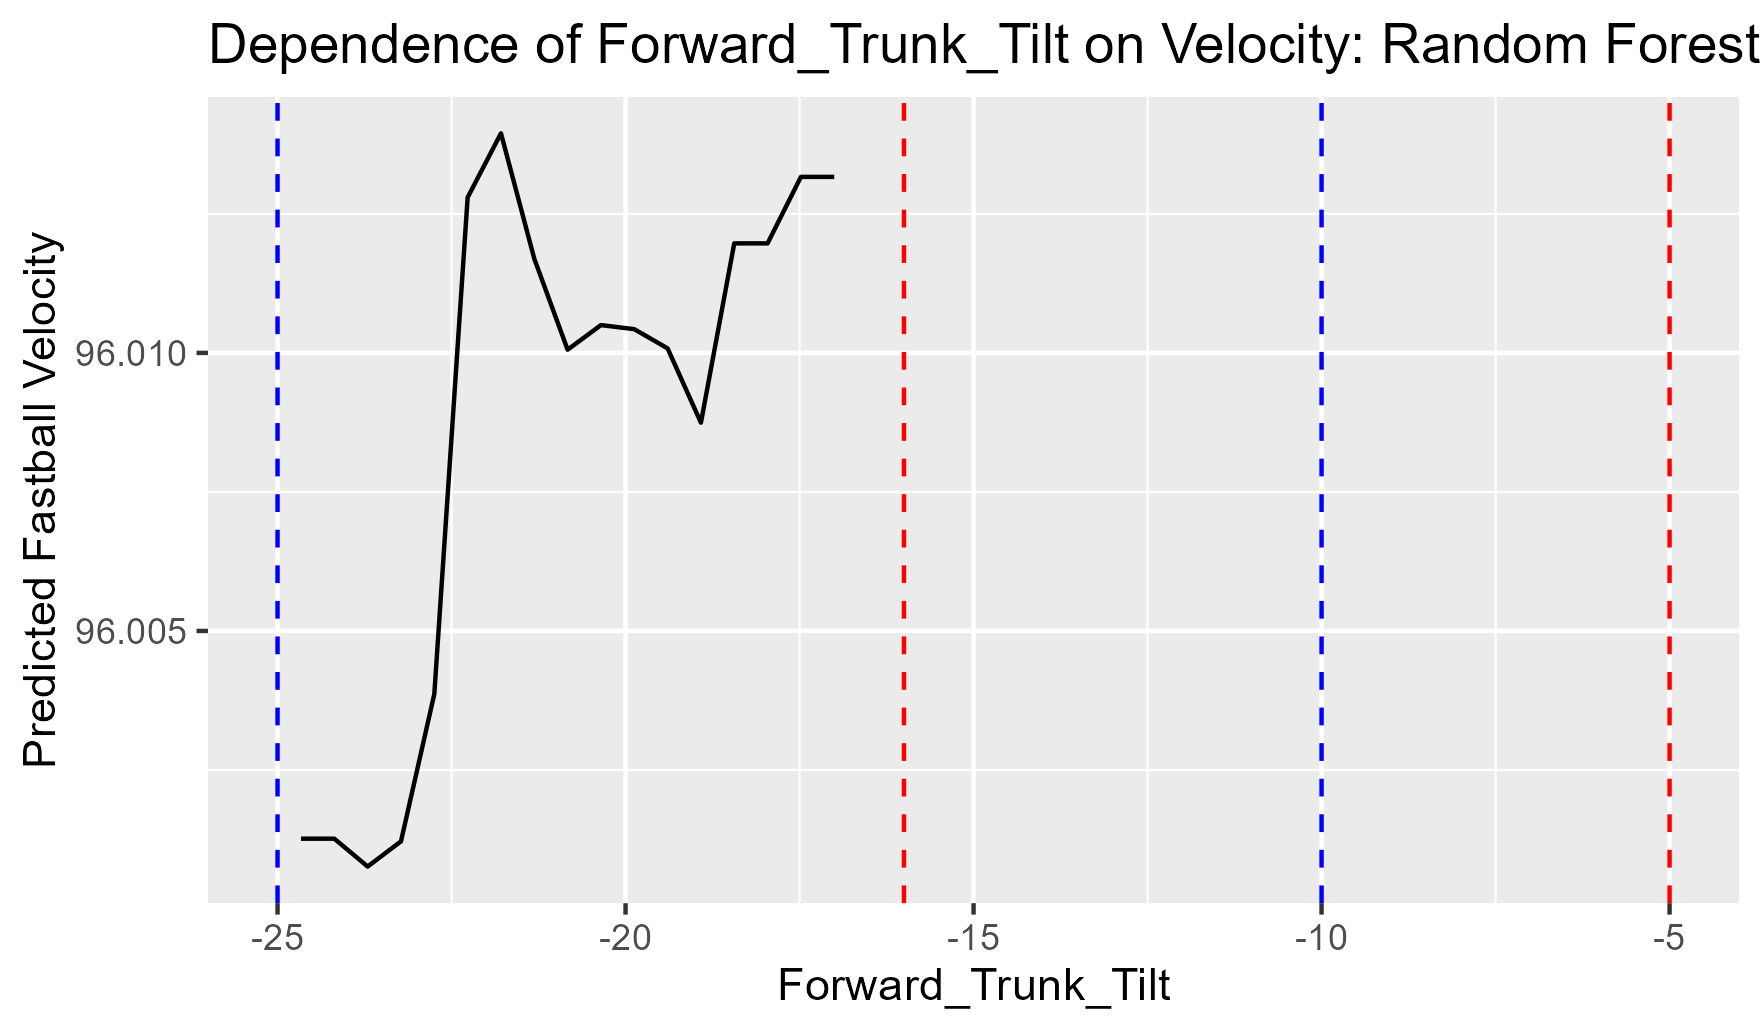 Dependence of Forward_Trunk_Tilt on Velocity: Random Forest
Predicted Fastball Velocity
96.010
96.005
-25
-20
-15
-10
-5
Forward_Trunk_Tilt